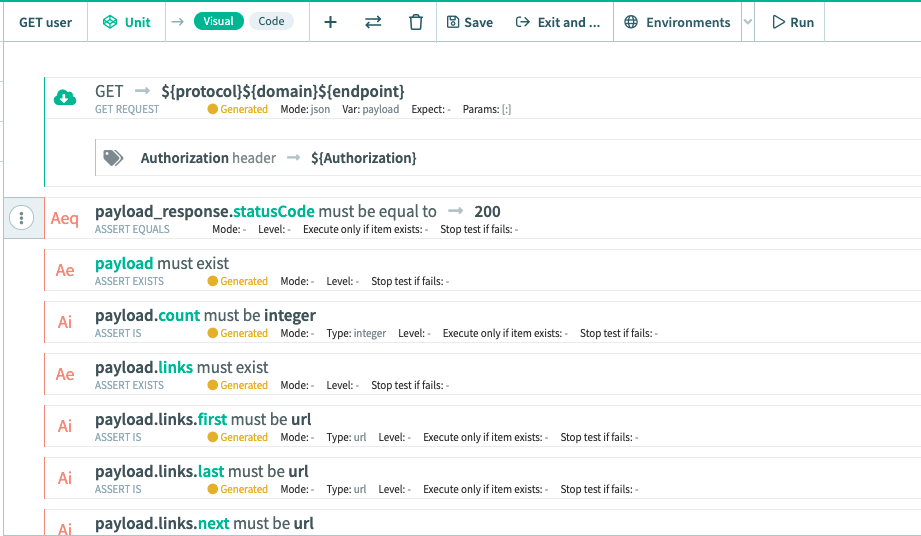 GET user Unit → Visual Code + Save Exit and ... Environments Run
GET → ${protocol}${domain}${endpoint}
GET REQUEST Generated Mode: json Var: payload Expect: - Params: [:]
Authorization header → ${Authorization}
Aeq payload_response.statusCode must be equal to → 200
ASSERT EQUALS Mode: - Level: - Execute only if item exists: - Stop test if fails: -
Ae payload must exist
ASSERT EXISTS Generated Mode: - Level: - Stop test if fails: -
Ai payload.count must be integer
ASSERT IS Generated Mode: - Type: integer Level: - Execute only if item exists: - Stop test if fails: -
Ae payload.links must exist
ASSERT EXISTS Generated Mode: - Level: - Stop test if fails: -
Ai payload.links.first must be url
ASSERT IS Generated Mode: - Type: url Level: - Execute only if item exists: - Stop test if fails: -
Ai payload.links.last must be url
ASSERT IS Generated Mode: - Type: url Level: - Execute only if item exists: - Stop test if fails: -
Ai payload.links.next must be url